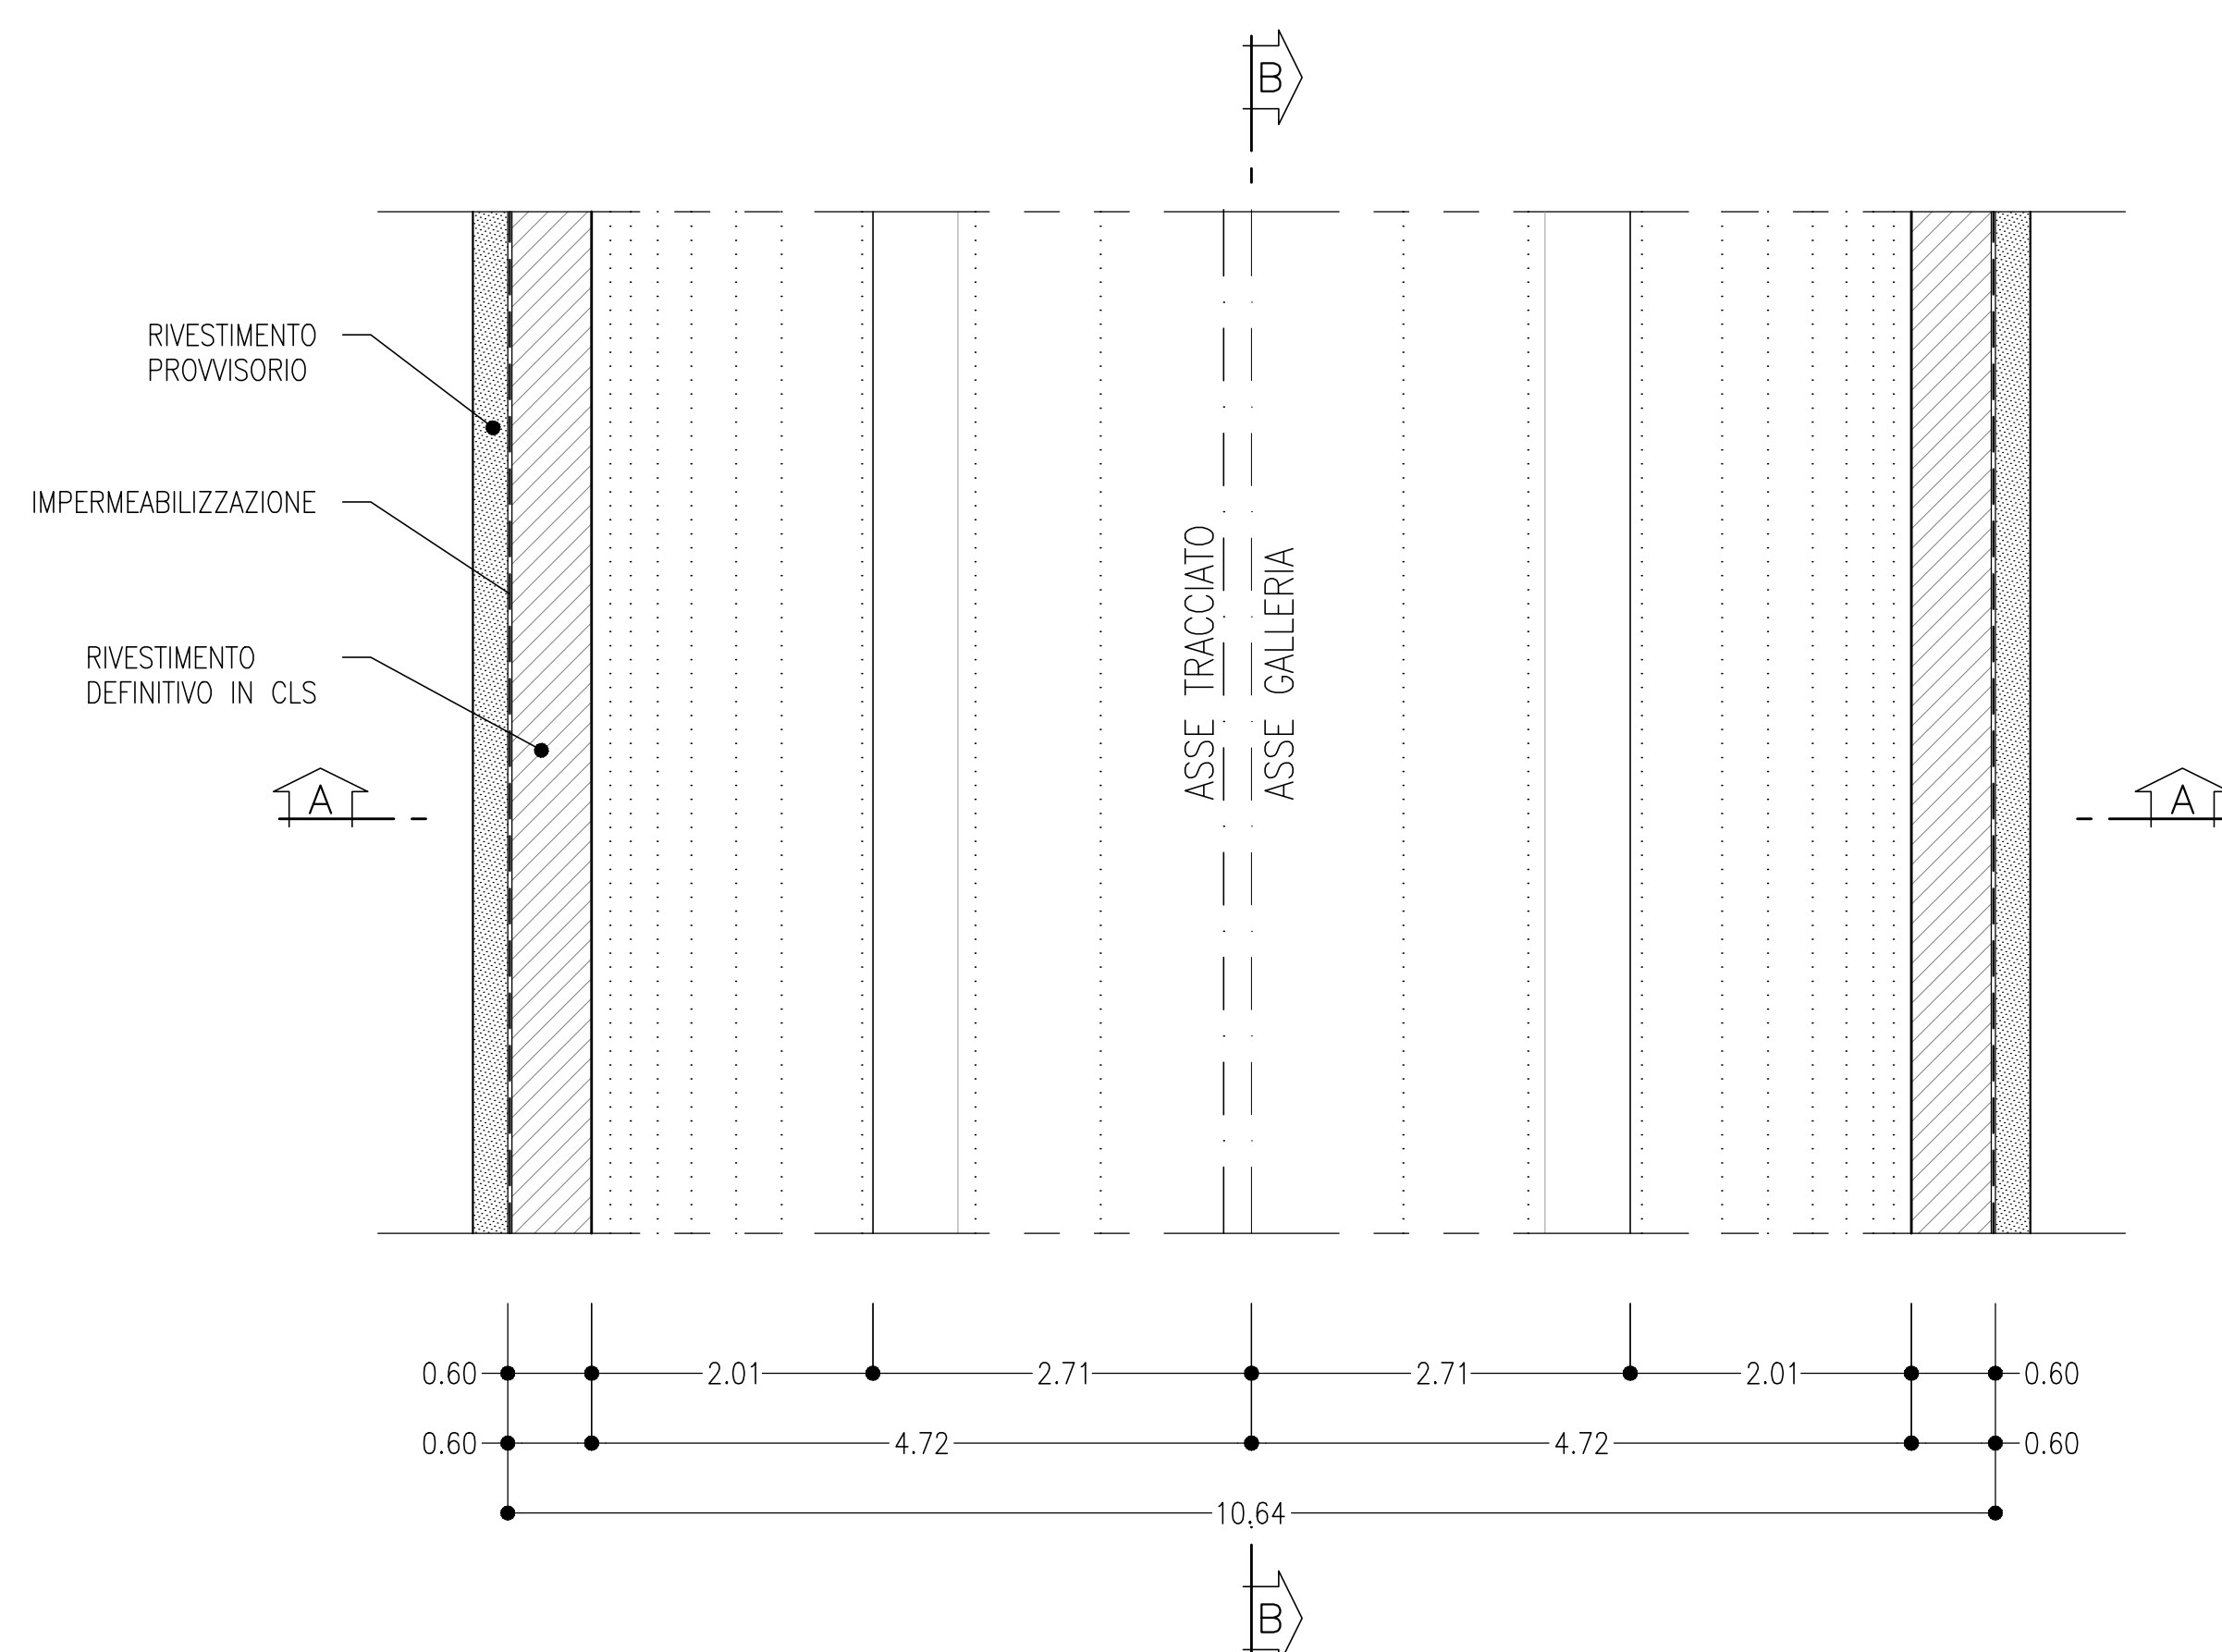 B
RIVESTIMENTO
PROVVISORIO
IMPERMEABILIZZAZIONE
RIVESTIMENTO
DEFINITIVO IN CLS
ASSE TRACCIATO
ASSE GALLERIA
A
A
0.60
2.01
2.71
2.71
2.01
0.60
0.60
4.72
4.72
0.60
10.64
B